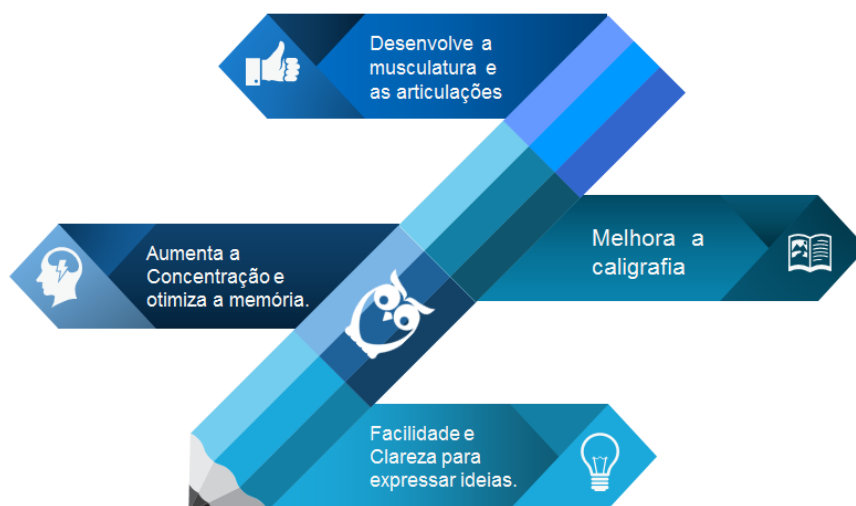 Desenvolve a
musculatura e
as articulações
Melhora a
caligrafia
Aumenta a
Concentração e
otimiza a memória.
Facilidade e
Clareza para
expressar ideias.